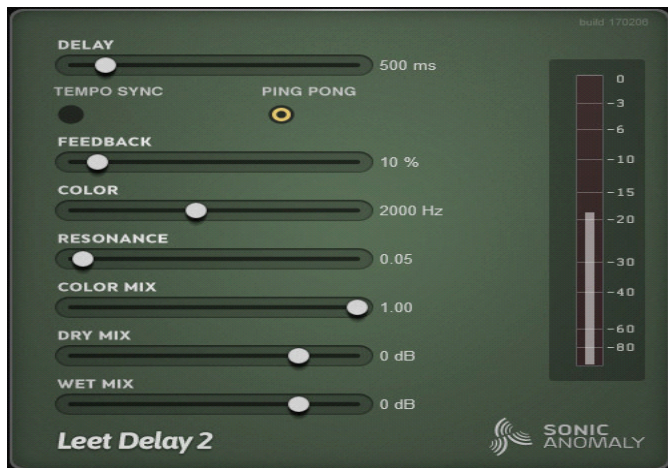 build 170206
DELAY
500 ms
TEMPO SYNC PING PONG
FEEDBACK
10 %
COLOR
2000 Hz
RESONANCE
0.05
COLOR MIX
1.00
DRY MIX
0 dB
WET MIX
0 dB
Leet Delay 2
0
-3
-6
-10
-15
-20
-30
-40
-60
-80
SONIC
ANOMALY